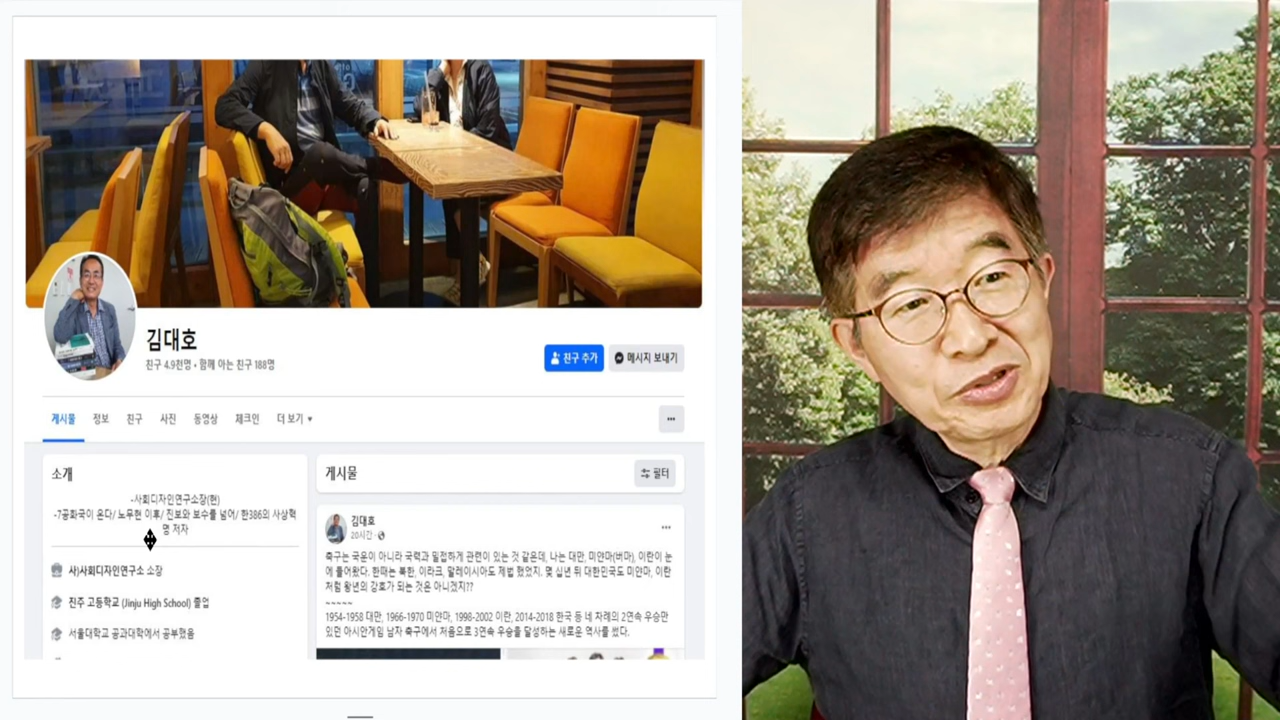 김대호
친구 4.9천명 • 함께 아는 친구 188명
친구 추가
메시지 보내기
게시물
정보
친구
사진
동영상
체크인
더 보기
소개
-사회디자인연구소장(현)
-7공화국이 온다/ 노무현 이후/ 진보와 보수를 넘어/ 한386의 사상혁
명 저자
사)사회디자인연구소 소장
진주 고등학교 (Jinju High School) 졸업
서울대학교 공과대학에서 공부했음
게시물
필터
김대호
20시간 ·
축구는 국운이 아니라 국력과 밀접하게 관련이 있는 것 같은데, 나는 대만, 미얀마(버마), 이란이 눈
에 들어왔다. 한때는 북한, 이라크, 말레이시아도 제법 했었지. 몇 십년 뒤 대한민국도 미얀마, 이란
처럼 왕년의 강호가 되는 것은 아니겠지??
~~~~~
1954-1958 대만, 1966-1970 미얀마, 1998-2002 이란, 2014-2018 한국 등 네 차례의 2연속 우승만
있던 아시안게임 남자 축구에서 처음으로 3연속 우승을 달성하는 새로운 역사를 썼다.